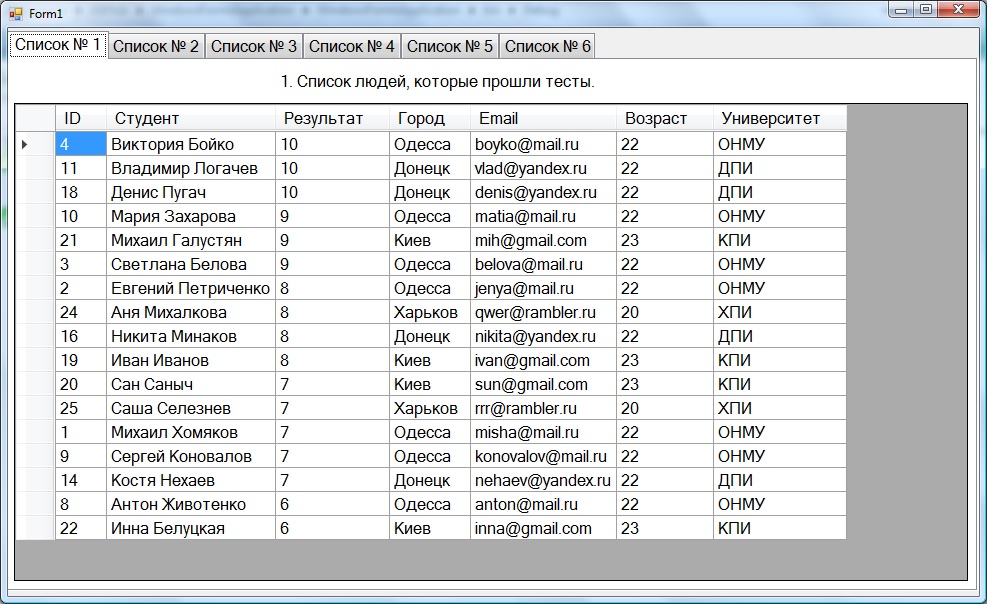 Form1
Список № 1 Список № 2 Список № 3 Список № 4 Список № 5 Список № 6
1. Список людей, которые прошли тесты.
ID Студент Результат Город Email Возраст Университет
4 Виктория Бойко 10 Одесса boyko@mail.ru 22 ОНМУ
11 Владимир Логачев 10 Донецк vlad@yandex.ru 22 ДПИ
18 Денис Пугач 10 Донецк denis@yandex.ru 22 ДПИ
10 Мария Захарова 9 Одесса matia@mail.ru 22 ОНМУ
21 Михаил Галустян 9 Киев mih@gmail.com 23 КПИ
3 Светлана Белова 9 Одесса belova@mail.ru 22 ОНМУ
2 Евгений Петриченко 8 Одесса jenya@mail.ru 22 ОНМУ
24 Аня Михалкова 8 Харьков qwer@rambler.ru 20 ХПИ
16 Никита Минаков 8 Донецк nikita@yandex.ru 22 ДПИ
19 Иван Иванов 8 Киев ivan@gmail.com 23 КПИ
20 Сан Саныч 7 Киев sun@gmail.com 23 КПИ
25 Саша Селезнев 7 Харьков rrr@rambler.ru 20 ХПИ
1 Михаил Хомяков 7 Одесса misha@mail.ru 22 ОНМУ
9 Сергей Коновалов 7 Одесса konovalov@mail.ru 22 ОНМУ
14 Костя Нехаев 7 Донецк nehaev@yandex.ru 22 ДПИ
8 Антон Животенко 6 Одесса anton@mail.ru 22 ОНМУ
22 Инна Белуцкая 6 Киев inna@gmail.com 23 КПИ